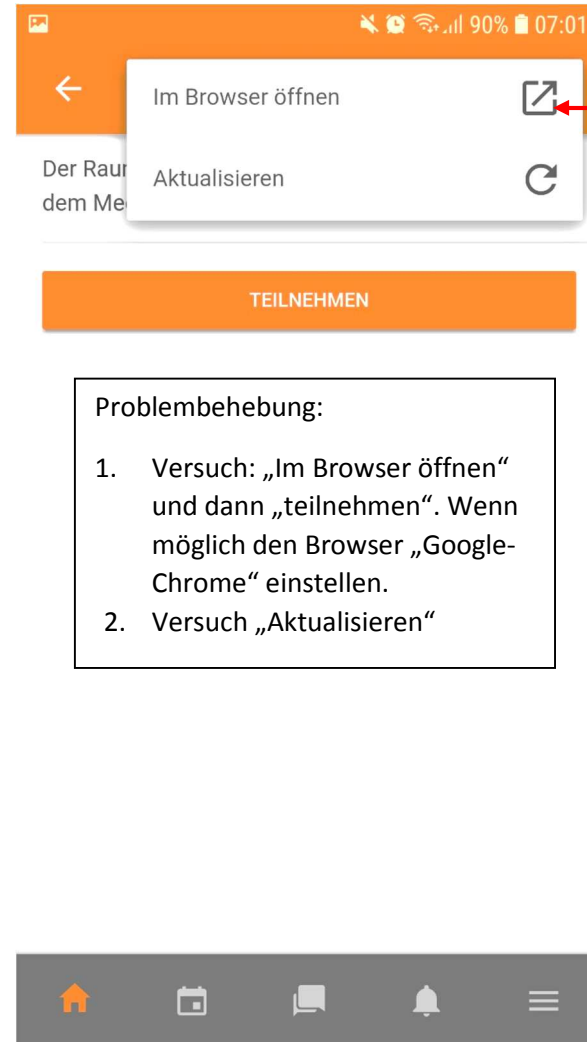 90% 07:01
Im Browser öffnen
Der Raum
Aktualisieren
dem Me
TEILNEHMEN
Problembehebung:
1. Versuch: „Im Browser öffnen“
und dann „teilnehmen“. Wenn
möglich den Browser „Google-
Chrome“ einstellen.
2. Versuch „Aktualisieren“